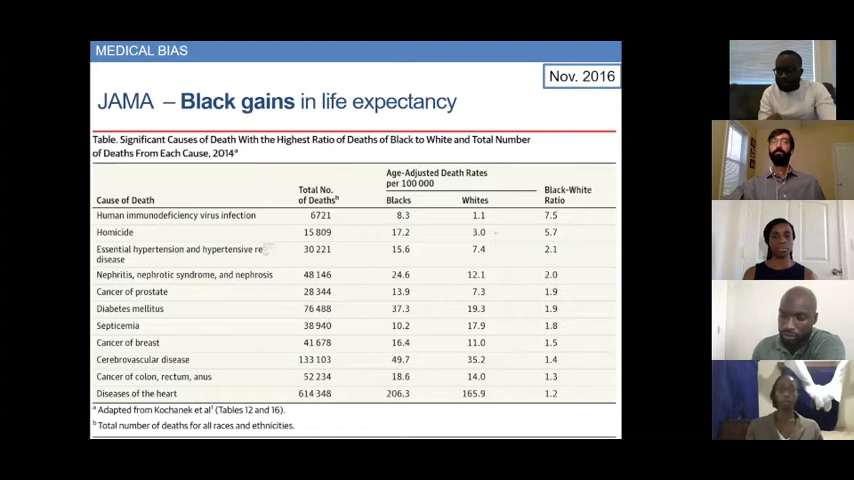 MEDICAL BIAS
Nov. 2016
JAMA – Black gains in life expectancy
Table. Significant Causes of Death With the Highest Ratio of Deaths of Black to White and Total Number
of Deaths From Each Cause, 2014a
Age-Adjusted Death Rates
per 100 000
Cause of Death Total No. of Deathsb Blacks Whites Black-White Ratio
Human immunodeficiency virus infection 6721 8.3 1.1 7.5
Homicide 15 809 17.2 3.0 5.7
Essential hypertension and hypertensive re 30 221 15.6 7.4 2.1
disease
Nephritis, nephrotic syndrome, and nephrosis 48 146 24.6 12.1 2.0
Cancer of prostate 28 344 13.9 7.3 1.9
Diabetes mellitus 76 488 37.3 19.3 1.9
Septicemia 38 940 10.2 17.9 1.8
Cancer of breast 41 678 16.4 11.0 1.5
Cerebrovascular disease 133 103 49.7 35.2 1.4
Cancer of colon, rectum, anus 52 234 18.6 14.0 1.3
Diseases of the heart 614 348 206.3 165.9 1.2
a Adapted from Kochanek et al1 (Tables 12 and 16).
b Total number of deaths for all races and ethnicities.